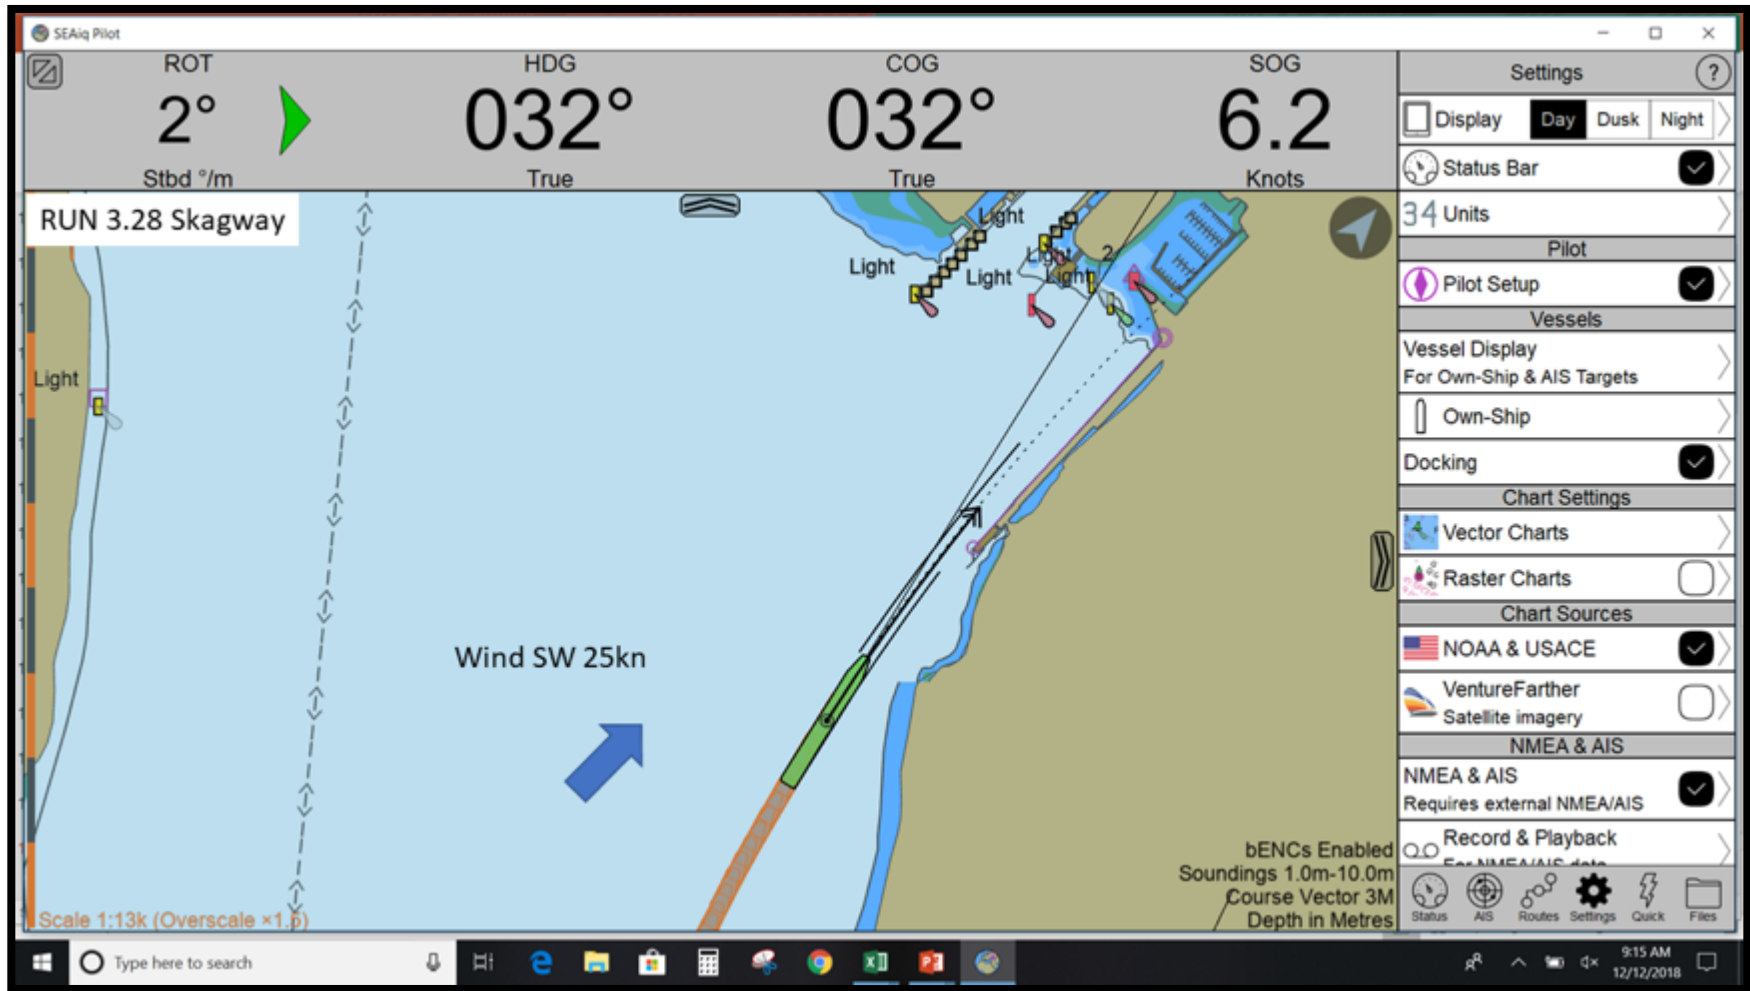 SEAiq Pilot
ROT
HDG
COG
SOG
2°
032°
032°
6.2
Stbd °/m
True
True
Knots
RUN 3.28 Skagway
Light
Light
Light
Light
Light
2
Light
Wind SW 25kn
bENCs Enabled
Soundings 1.0m-10.0m
Course Vector 3M
Depth in Metres
Scale 1:13k (Overscale ×1.5)
Settings
?
Display
Day
Dusk
Night
Status Bar
34 Units
Pilot
Pilot Setup
Vessels
Vessel Display
For Own-Ship & AIS Targets
Own-Ship
Docking
Chart Settings
Vector Charts
Raster Charts
Chart Sources
NOAA & USACE
VentureFarther
Satellite imagery
NMEA & AIS
NMEA & AIS
Requires external NMEA/AIS
Record & Playback
For NMEA/AIS data
Status
AIS
Routes
Settings
Quick
Files
Type here to search
9:15 AM
12/12/2018